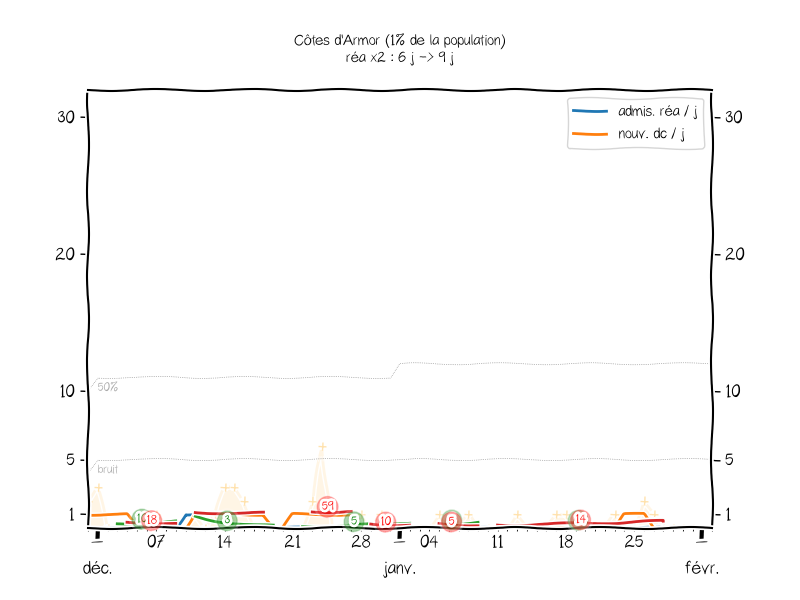 Côtes d'Armor (1% de la population)
réa x2 : 6 j -> 9 j
admis. réa / j
nouv. dc / j
30 30
20 20
10 10
50%
5 5
bruit
1 1
18 3 59 5 10 5 14
07 14 21 28 04 11 18 25
déc. janv. févr.